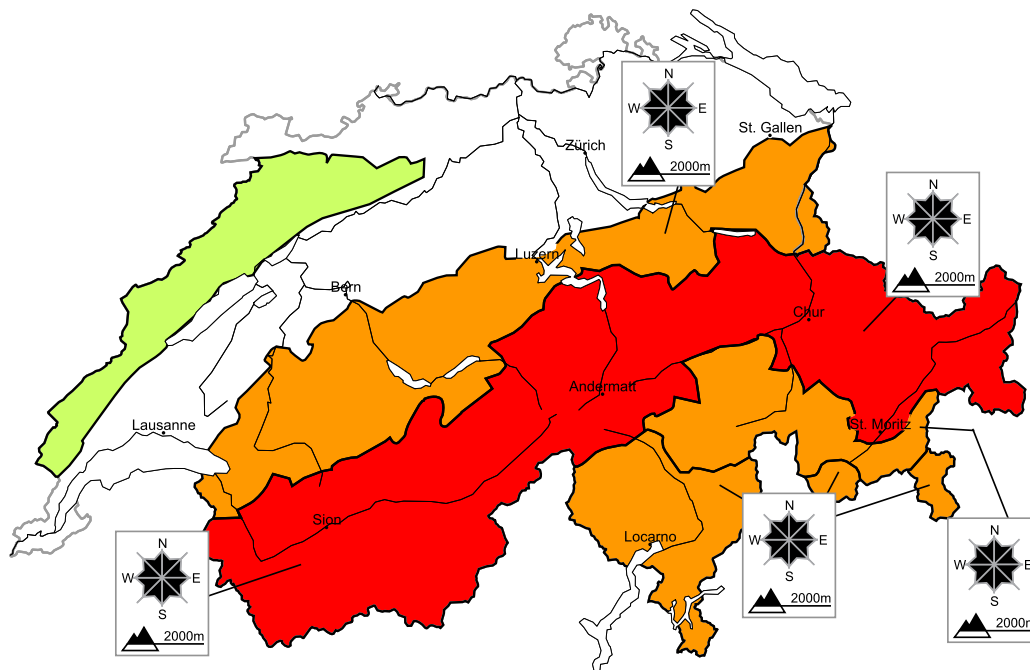 N
W E
S
2000m
St. Gallen
Zürich
N
W E
S
2000m
Luzern
Bern
Chur
Andermatt
Lausanne
St. Moritz
Sion
Locarno
N
W E
S
2000m
N
W E
S
2000m
N
W E
S
2000m